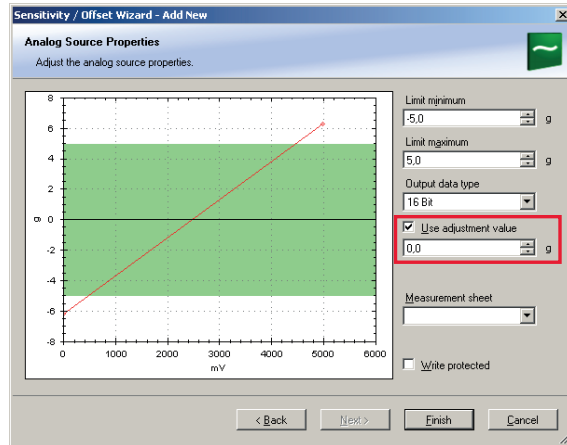 Sensitivity / Offset Wizard - Add New
Analog Source Properties
Adjust the analog source properties.
8
6
4
2
0
-2
-4
-6
-8
g
0 1000 2000 3000 4000 5000 6000
mV
Limit minimum
-5,0 g
Limit maximum
5,0 g
Output data type
16 Bit
Use adjustment value
0,0 g
Measurement sheet
Write protected
< Back Next > Finish Cancel